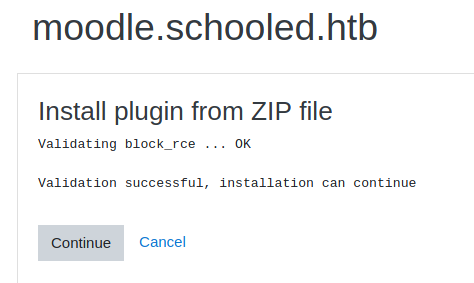 moodle.schooled.htb
Install plugin from ZIP file
Validating block_rce ... OK
Validation successful, installation can continue
Continue Cancel